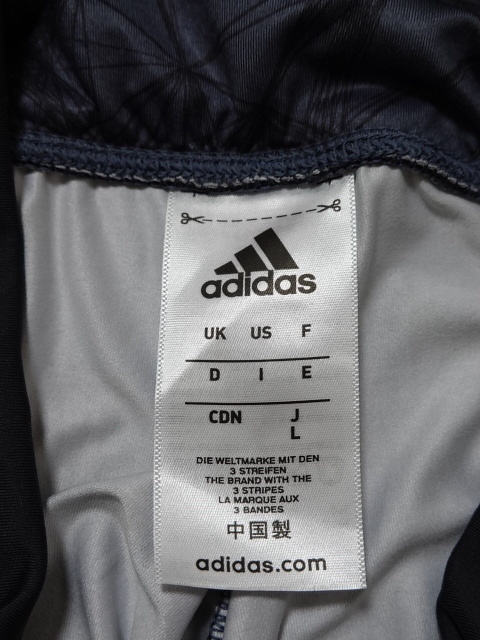 adidas
UK US F
D I E
CDN J
L
DIE WELTMARKE MIT DEN
3 STREIFEN
THE BRAND WITH THE
3 STRIPES
LA MARQUE AUX
3 BANDES
中国製
adidas.com